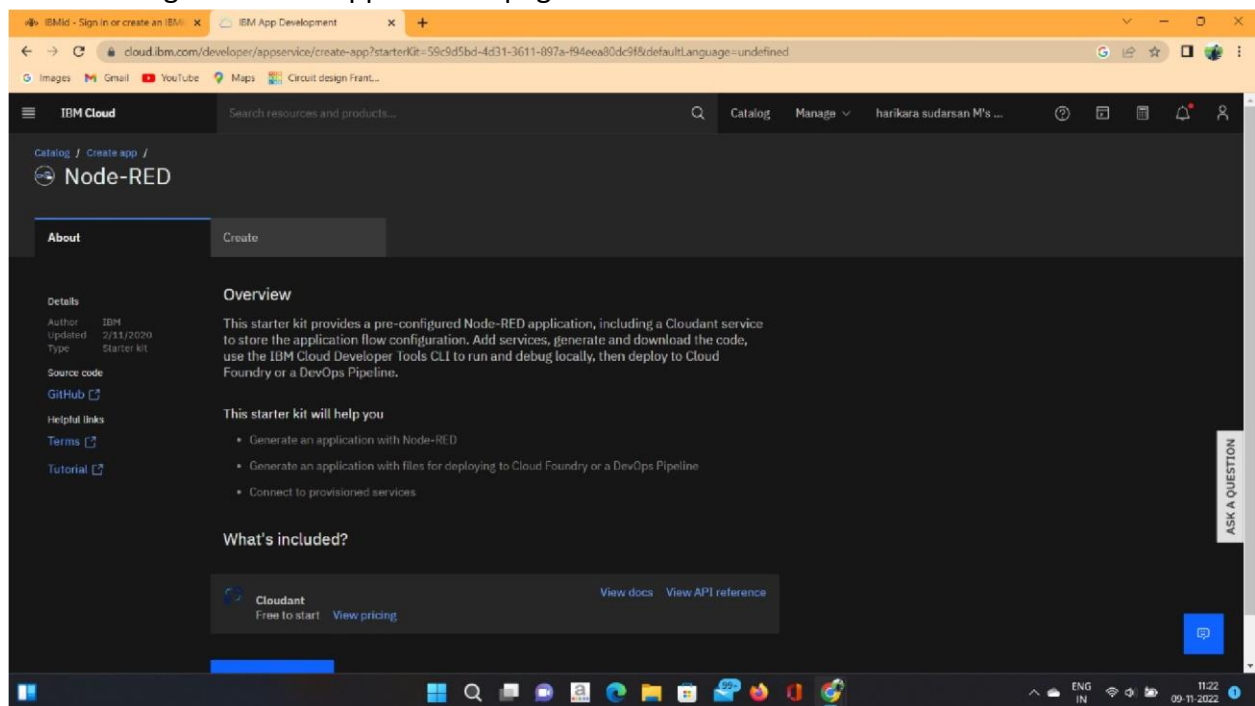 IBMid - Sign in or create an IBMi
IBM App Development
cloud.ibm.com/developer/appservice/create-app?starterKit=59c9d5bd-4d31-3611-897a-f94eea80dc9f&defaultLanguage=undefined
Images Gmail YouTube Maps Circuit design Frant...
IBM Cloud Search resources and products... Catalog Manage harikara sudarsan M's ...
Catalog / Create app /
Node-RED
About Create
Details
Author IBM
Updated 2/11/2020
Type Starter kit
Source code
GitHub
Helpful links
Terms
Tutorial
Overview
This starter kit provides a pre-configured Node-RED application, including a Cloudant service
to store the application flow configuration. Add services, generate and download the code,
use the IBM Cloud Developer Tools CLI to run and debug locally, then deploy to Cloud
Foundry or a DevOps Pipeline.
This starter kit will help you
• Generate an application with Node-RED
• Generate an application with files for deploying to Cloud Foundry or a DevOps Pipeline
• Connect to provisioned services
What's included?
Cloudant View docs View API reference
Free to start View pricing
ASK A QUESTION
99+
ENG
IN
11:22
09-11-2022
1